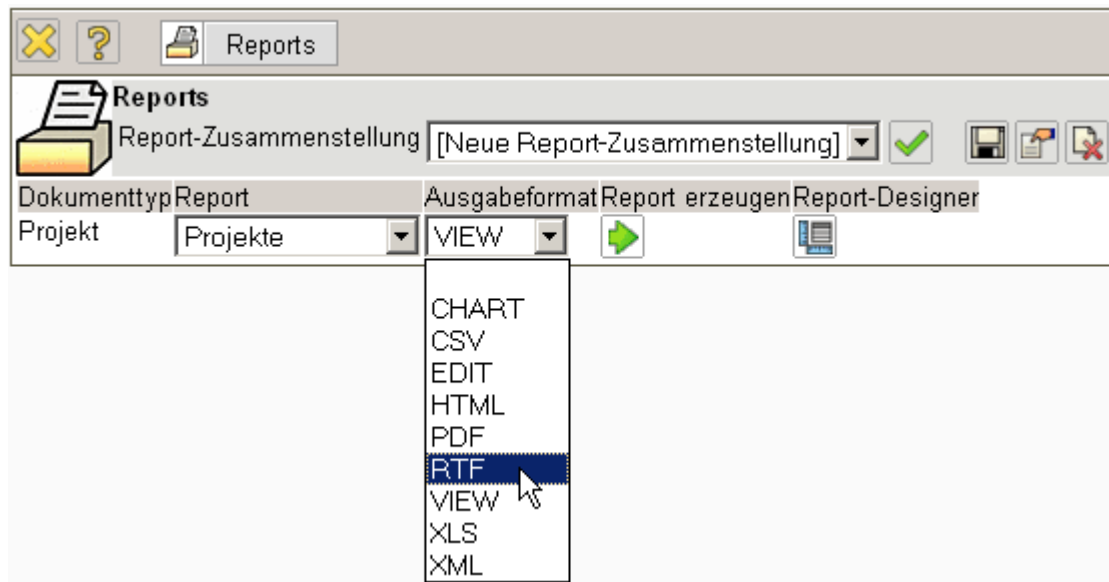 Reports
Reports
Report-Zusammenstellung [Neue Report-Zusammenstellung]
Dokumenttyp Report Ausgabeformat Report erzeugen Report-Designer
Projekt Projekte VIEW
CHART
CSV
EDIT
HTML
PDF
RTF
VIEW
XLS
XML